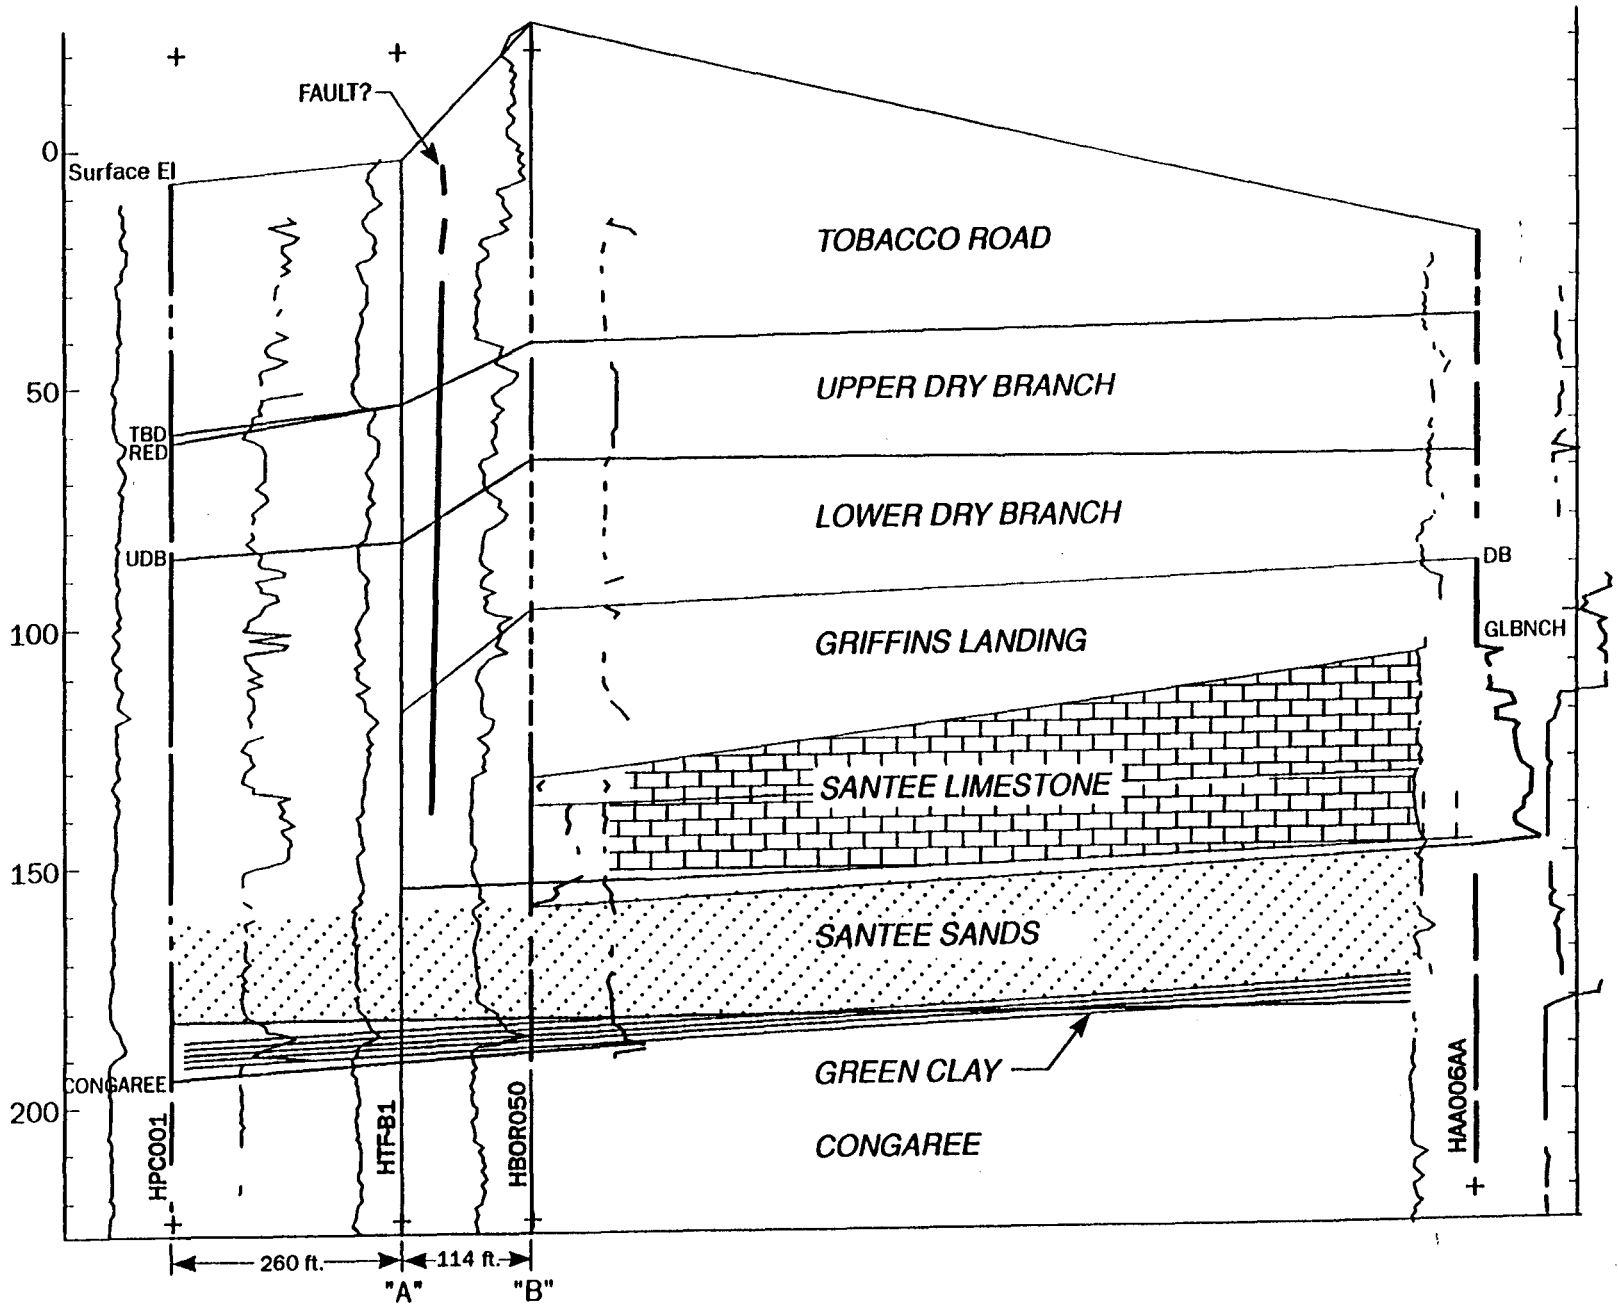 FAULT?
0
Surface El
TOBACCO ROAD
50
UPPER DRY BRANCH
TBD
RED
LOWER DRY BRANCH
UDB
DB
100
GRIFFINS LANDING
GLBNCH
SANTEE LIMESTONE
150
SANTEE SANDS
GREEN CLAY
CONGAREE
200
CONGAREE
HPC001
HTF-B1
HBOR050
HAA006AA
260 ft.
114 ft.
"A"
"B"